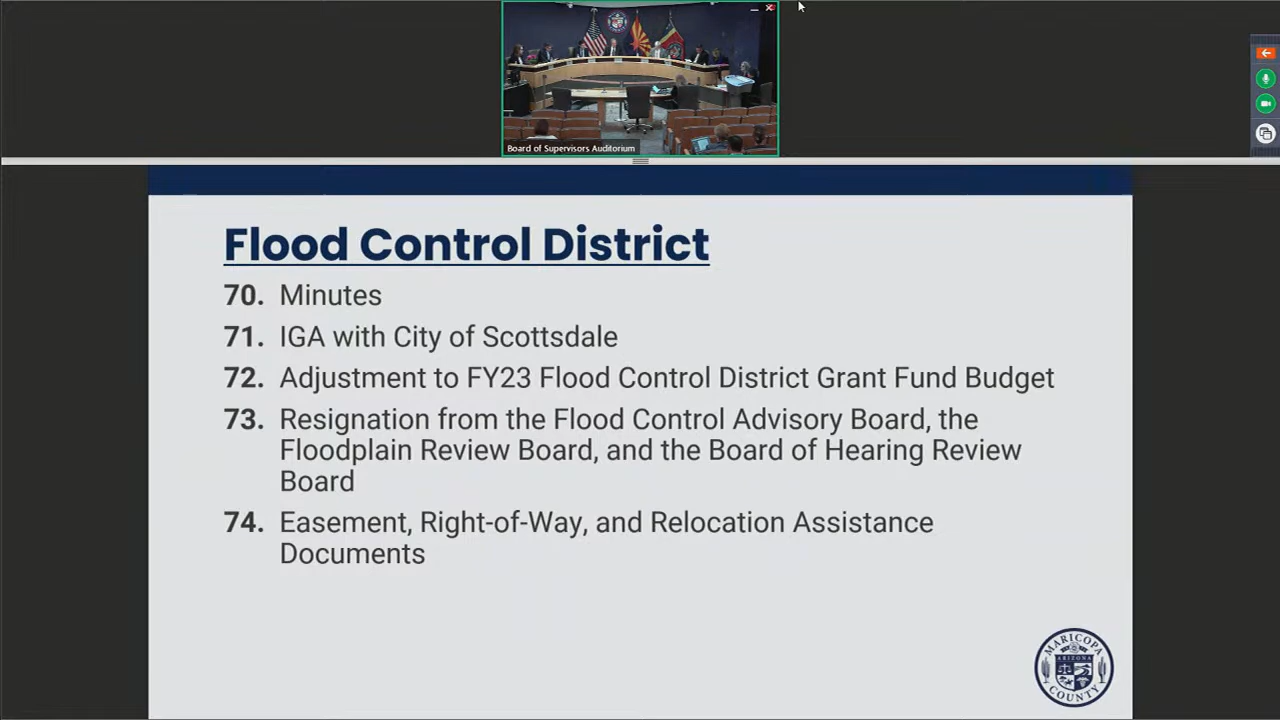 Board of Supervisors Auditorium
Flood Control District
70. Minutes
71. IGA with City of Scottsdale
72. Adjustment to FY23 Flood Control District Grant Fund Budget
73. Resignation from the Flood Control Advisory Board, the
Floodplain Review Board, and the Board of Hearing Review
Board
74. Easement, Right-of-Way, and Relocation Assistance
Documents
MARICOPA
ARIZONA
COUNTY